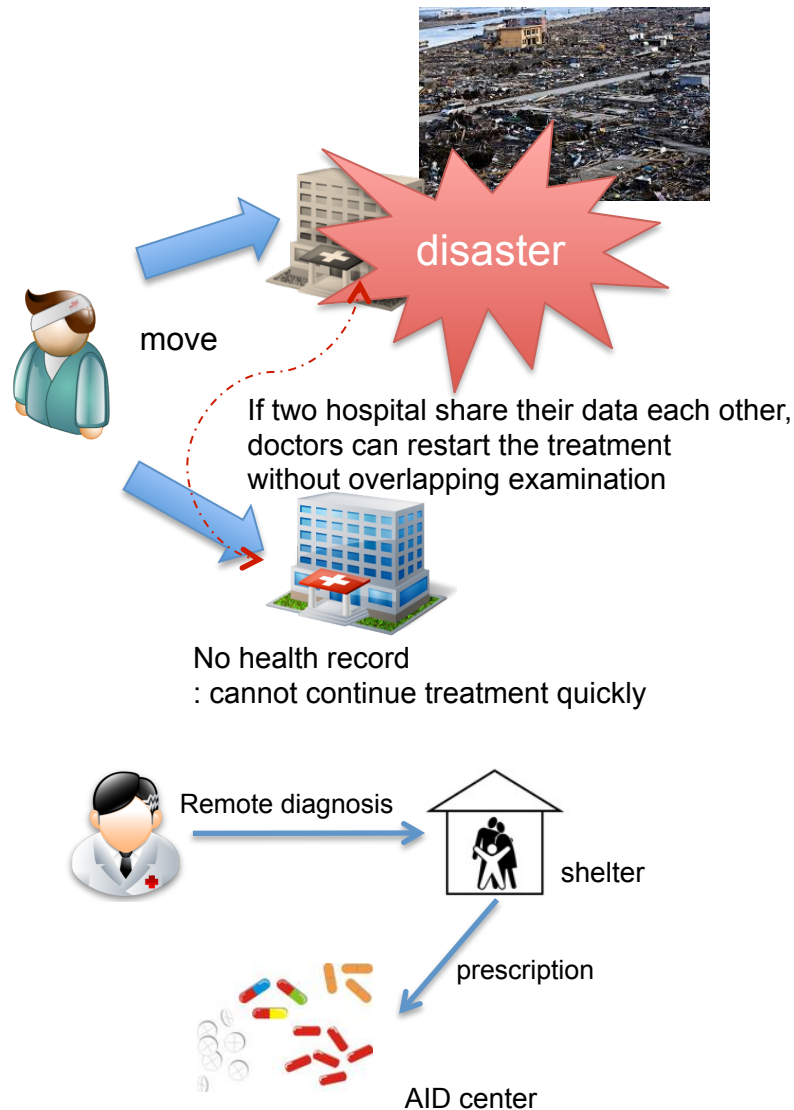 disaster
move
If two hospital share their data each other,
doctors can restart the treatment
without overlapping examination
No health record
: cannot continue treatment quickly
Remote diagnosis
shelter
prescription
AID center